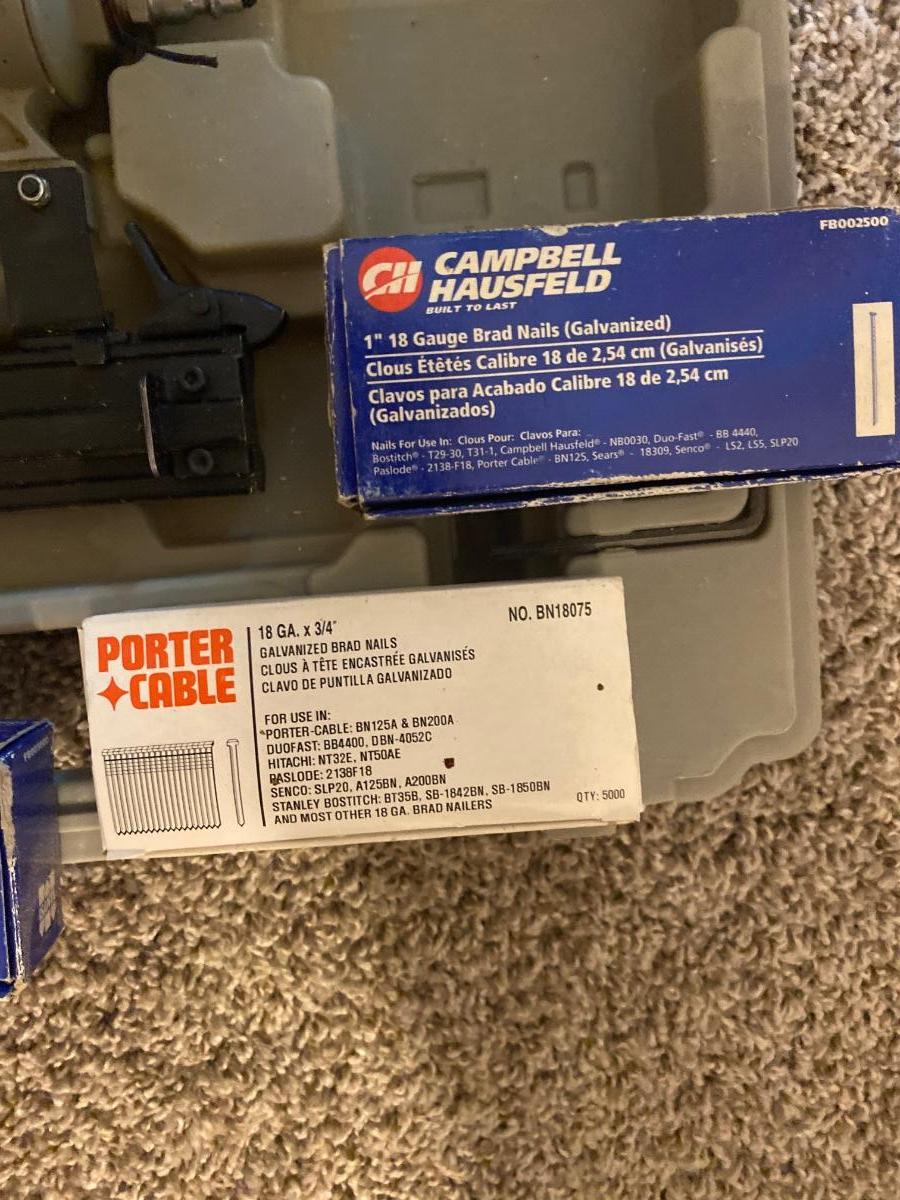 FB002500
CH CAMPBELL
HAUSFELD
BUILT TO LAST
1" 18 Gauge Brad Nails (Galvanized)
Clous Étêtés Calibre 18 de 2,54 cm (Galvanisés)
Clavos para Acabado Calibre 18 de 2,54 cm
(Galvanizados)
Nails For Use In: Clous Pour: Clavos Para:
Bostitch® - T29-30, T31-1, Campbell Hausfeld® - NB0030, Duo-Fast® - BB 4440,
Paslode® - 2138-F18, Porter Cable® - BN125, Sears® - 18309, Senco® - LS2, LS5, SLP20
PORTER
CABLE
NO. BN18075
18 GA. x 3/4"
GALVANIZED BRAD NAILS
CLOUS À TÊTE ENCASTRÉE GALVANISÉS
CLAVO DE PUNTILLA GALVANIZADO
FOR USE IN:
PORTER-CABLE: BN125A & BN200A
DUOFAST: BB4400, DBN-4052C
HITACHI: NT32E, NT50AE
PASLODE: 2138F18
SENCO: SLP20, A125BN, A200BN
STANLEY BOSTITCH: BT35B, SB-1842BN, SB-1850BN
AND MOST OTHER 18 GA. BRAD NAILERS
QTY: 5000